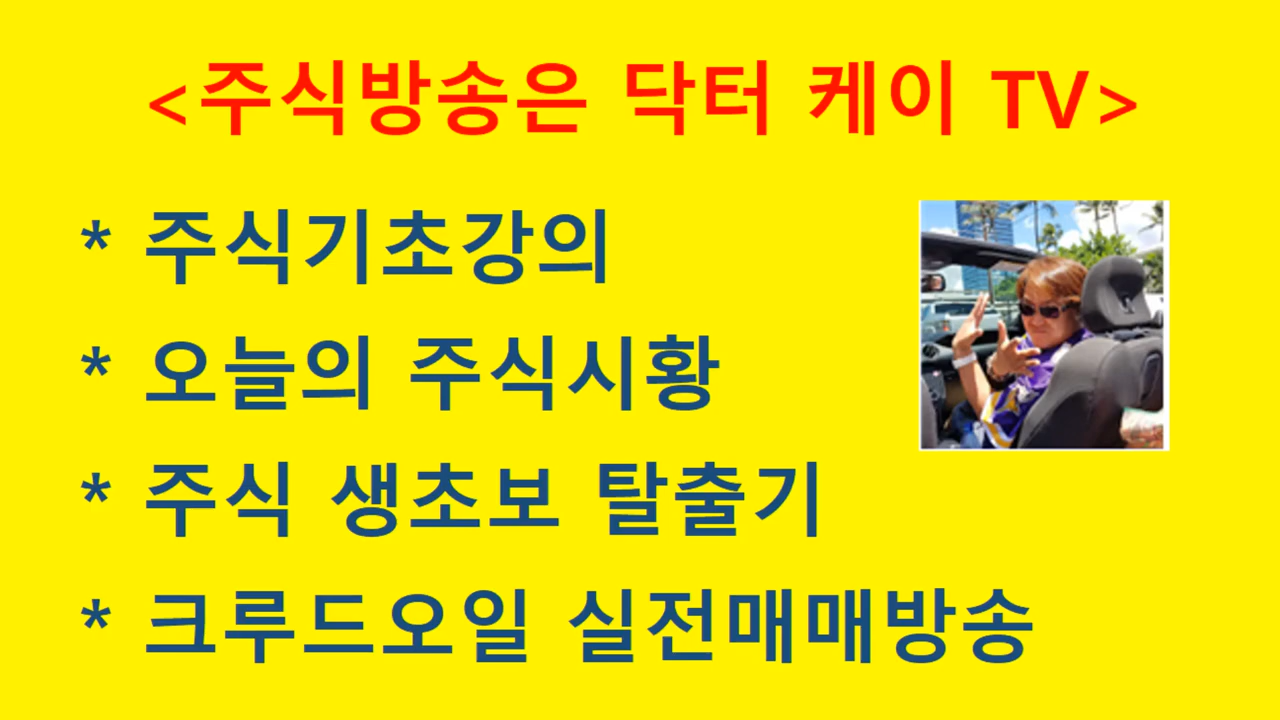 <주식방송은 닥터 케이 TV>
* 주식기초강의
* 오늘의 주식시황
* 주식 생초보 탈출기
* 크루드오일 실전매매방송